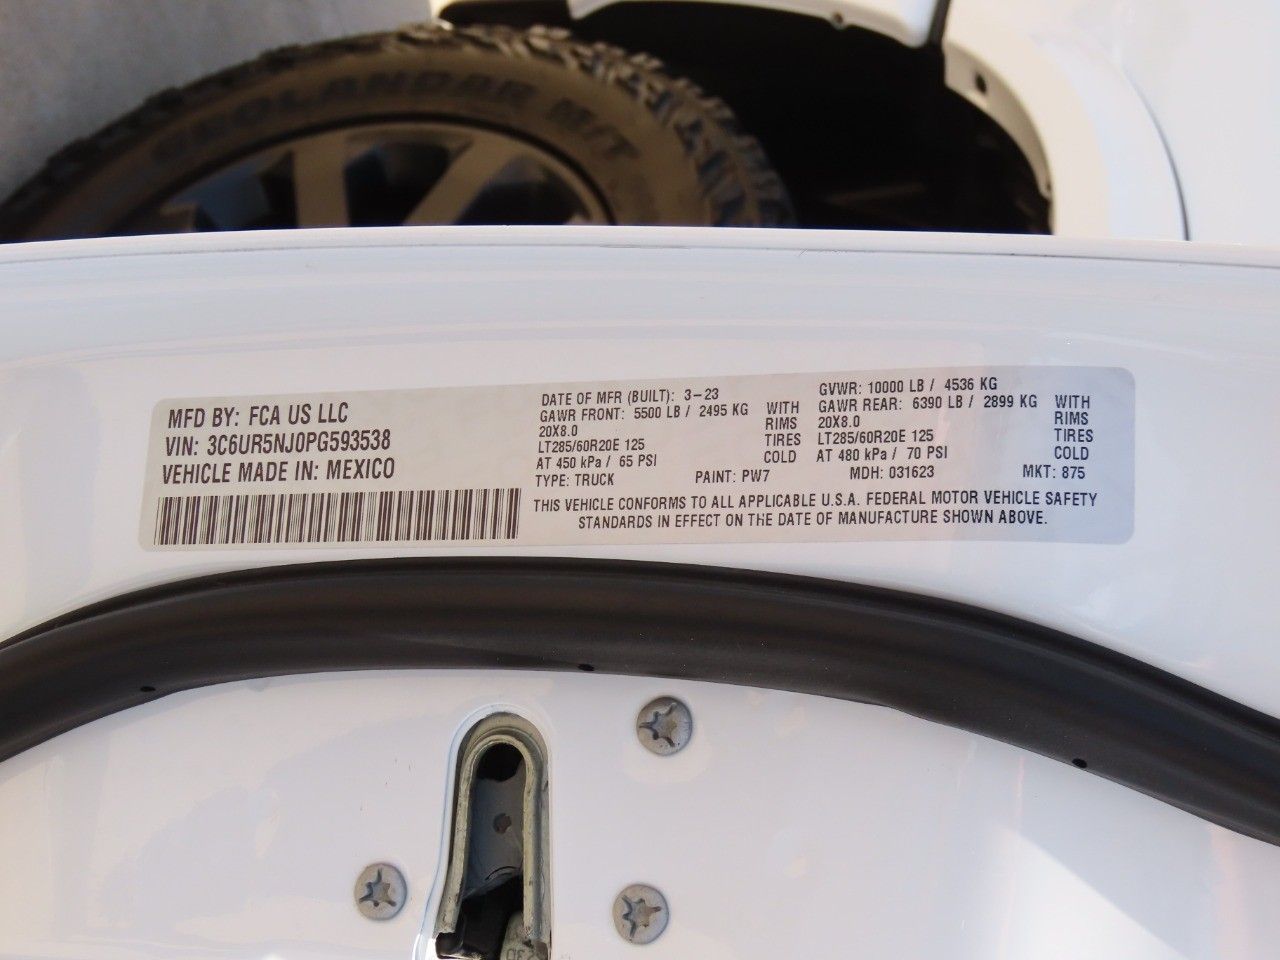 GROLANDER M/T
MFD BY: FCA US LLC
VIN: 3C6UR5NJ0PG593538
VEHICLE MADE IN: MEXICO
DATE OF MFR (BUILT): 3-23
GAWR FRONT: 5500 LB / 2495 KG WITH
20X8.0 RIMS
LT285/60R20E 125 TIRES
AT 450 kPa / 65 PSI COLD
TYPE: TRUCK PAINT: PW7
GVWR: 10000 LB / 4536 KG
GAWR REAR: 6390 LB / 2899 KG WITH
20X8.0 RIMS
LT285/60R20E 125 TIRES
AT 480 kPa / 70 PSI COLD
MDH: 031623 MKT: 875
THIS VEHICLE CONFORMS TO ALL APPLICABLE U.S.A. FEDERAL MOTOR VEHICLE SAFETY
STANDARDS IN EFFECT ON THE DATE OF MANUFACTURE SHOWN ABOVE.